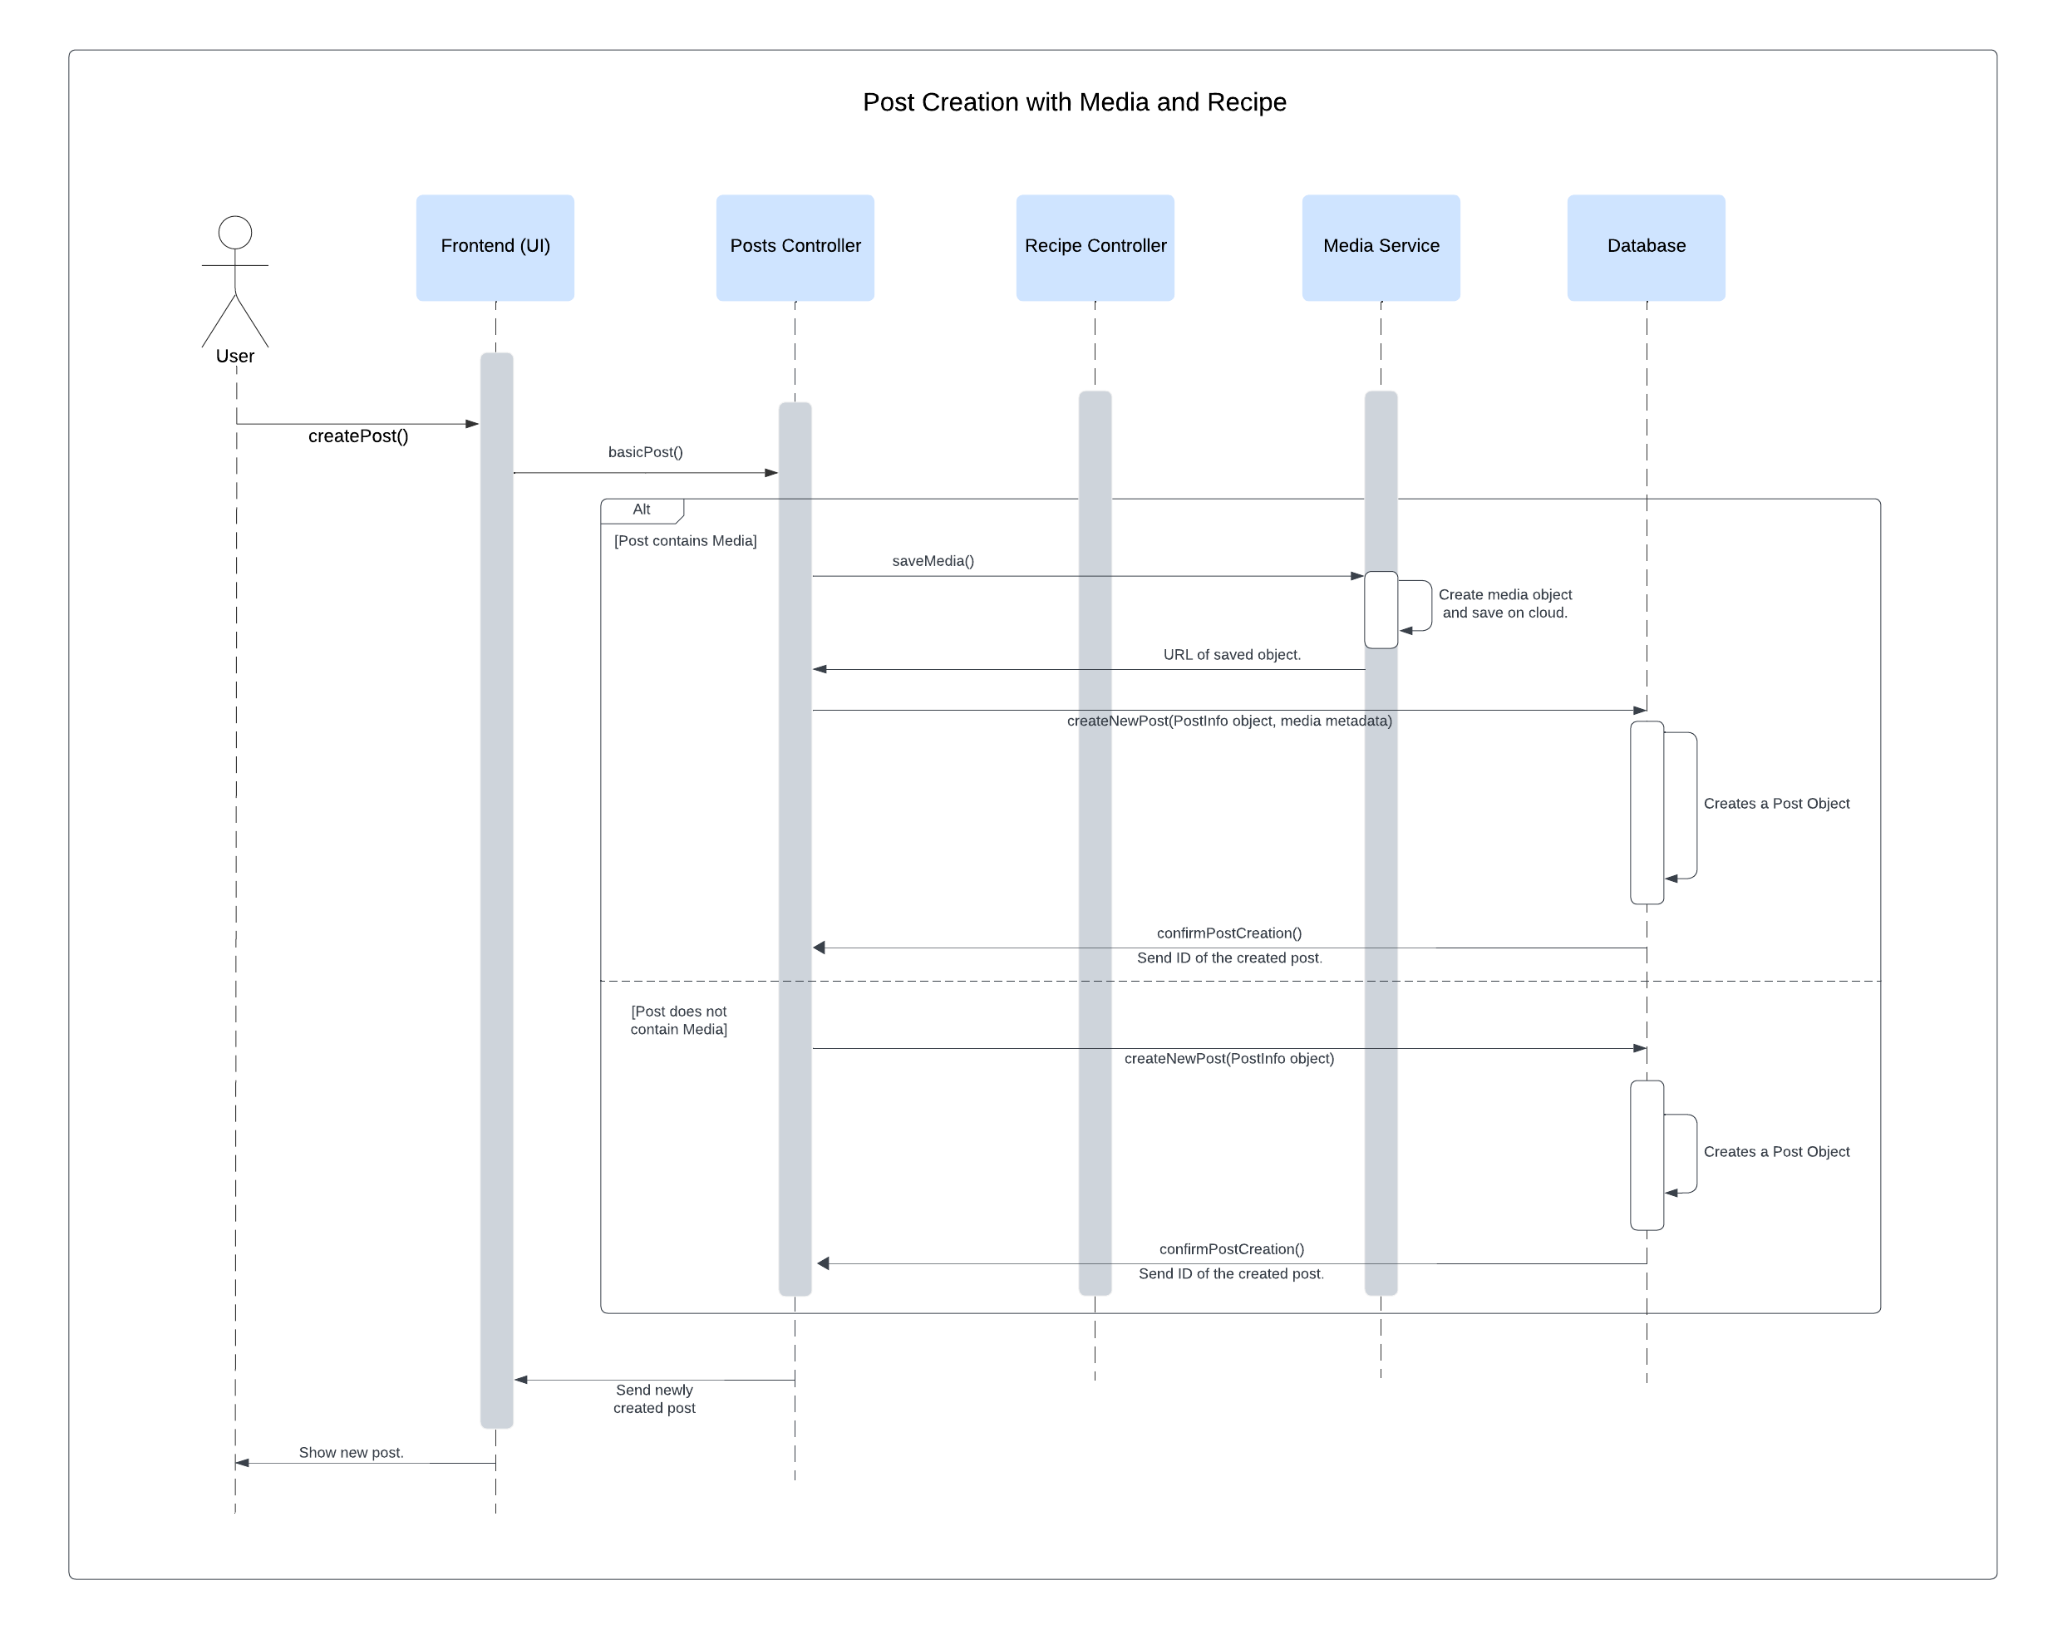 Post Creation with Media and Recipe
User
Frontend (UI)
Posts Controller
Recipe Controller
Media Service
Database
createPost()
basicPost()
Alt
[Post contains Media]
saveMedia()
Create media object
and save on cloud.
URL of saved object.
createNewPost(PostInfo object, media metadata)
Creates a Post Object
confirmPostCreation()
Send ID of the created post.
[Post does not
contain Media]
createNewPost(PostInfo object)
Creates a Post Object
confirmPostCreation()
Send ID of the created post.
Send newly
created post
Show new post.